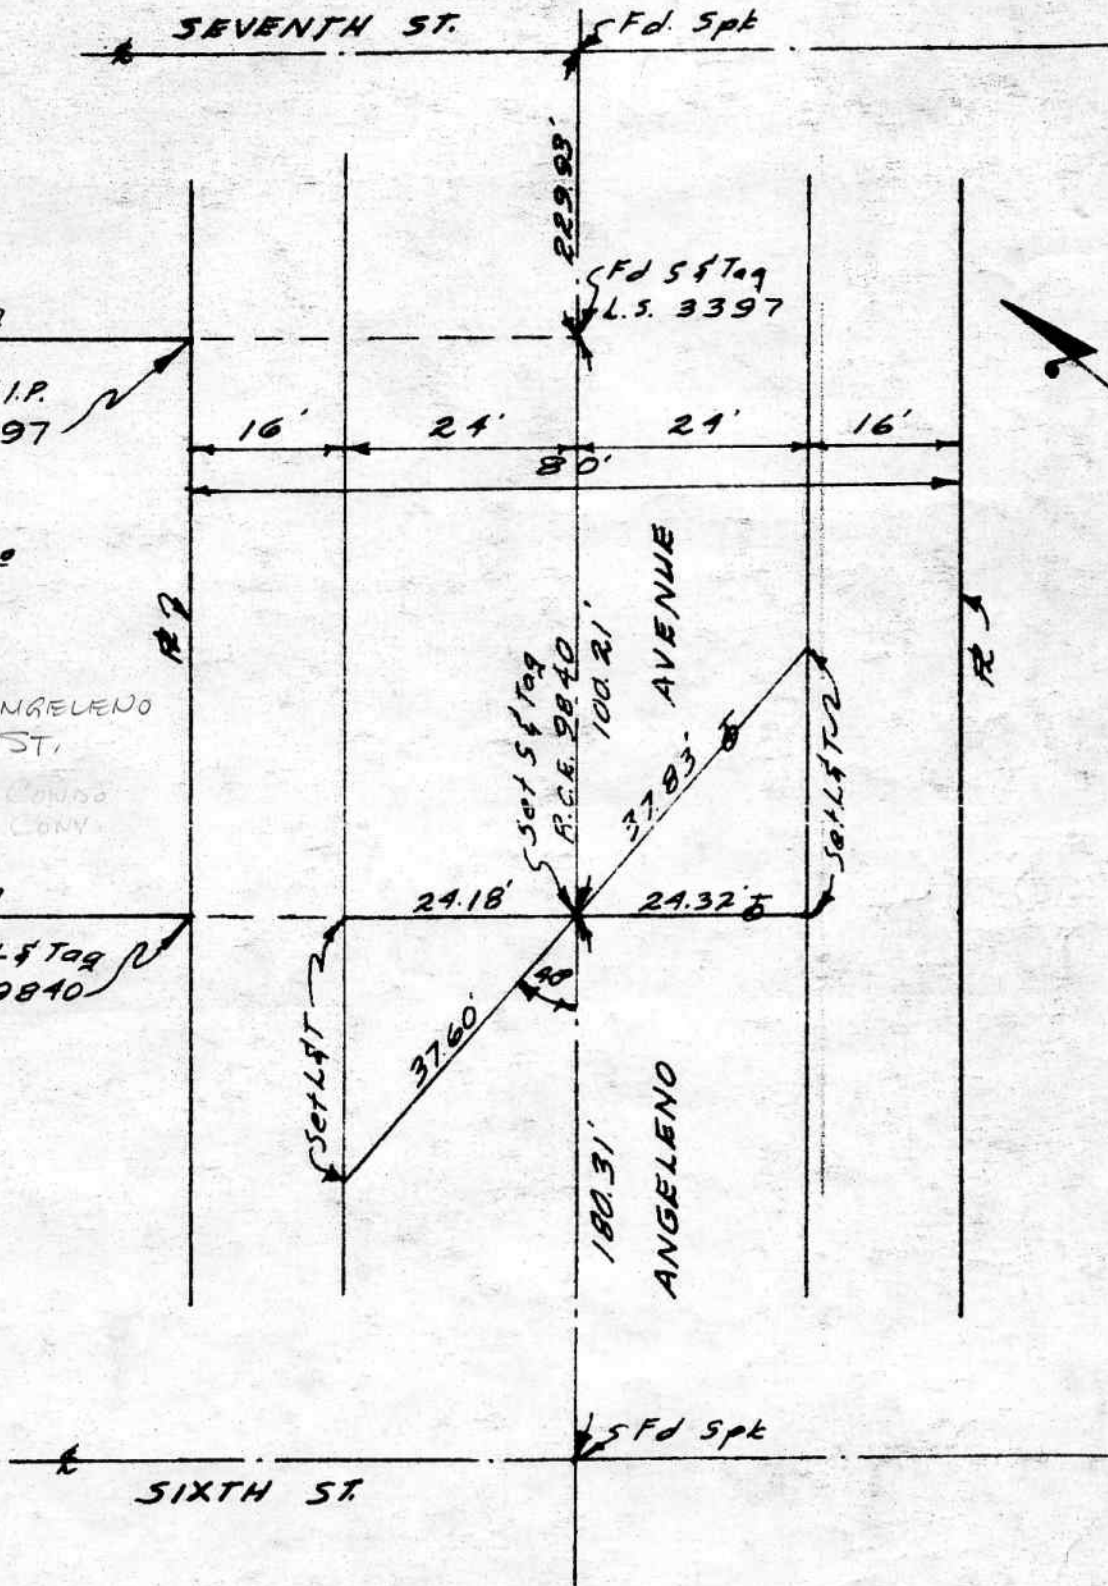 SEVENTH ST.
Fd. Spk
229.93'
Fd S & Tag
L.S. 3397
I.P.
97
16'
24'
24'
16'
80'
AVENUE
100.21'
Set S & Tag
R.C.E. 9840
NGELENO
ST.
CONDO
CONV.
37.83'
Set L&T
24.18'
24.32'
L & Tag
9840
Set L&T
37.60'
180.31'
ANGELENO
Fd Spk
SIXTH ST.